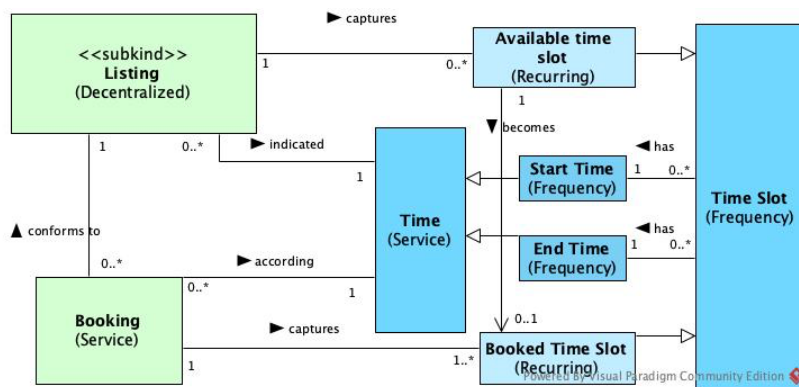 ► captures
<<subkind>>
Listing
(Decentralized)
1
0..*
Available time
slot
(Recurring)
1
▼ becomes
1
0..*
► indicated
1
Start Time
(Frequency)
◄ has
1
0..*
Time
(Service)
Time Slot
(Frequency)
▲ conforms to
End Time
(Frequency)
◄ has
1
0..*
0..*
► according
0..*
1
Booking
(Service)
► captures
1
1..*
0..1
Booked Time Slot
(Recurring)
Powered By Visual Paradigm Community Edition